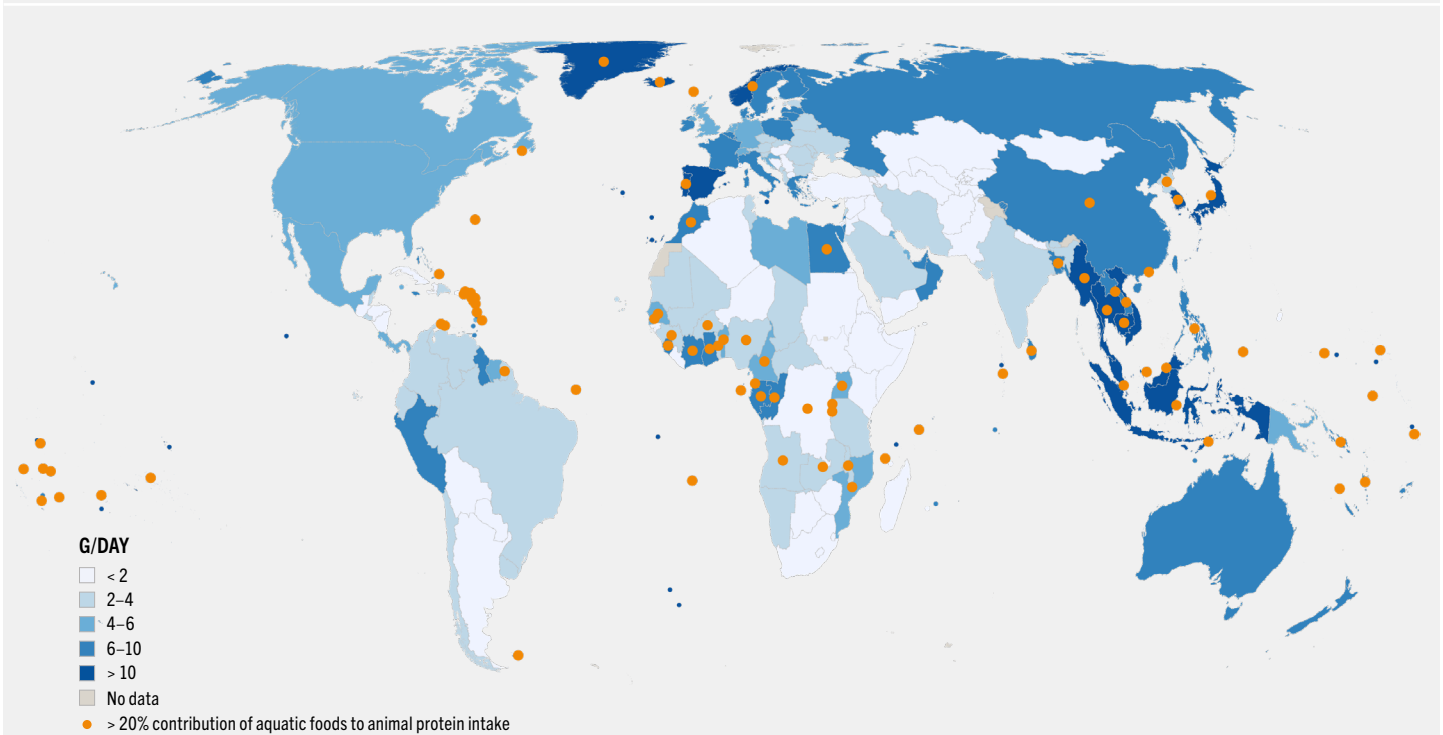 G/DAY
< 2
2–4
4–6
6–10
> 10
No data
> 20% contribution of aquatic foods to animal protein intake